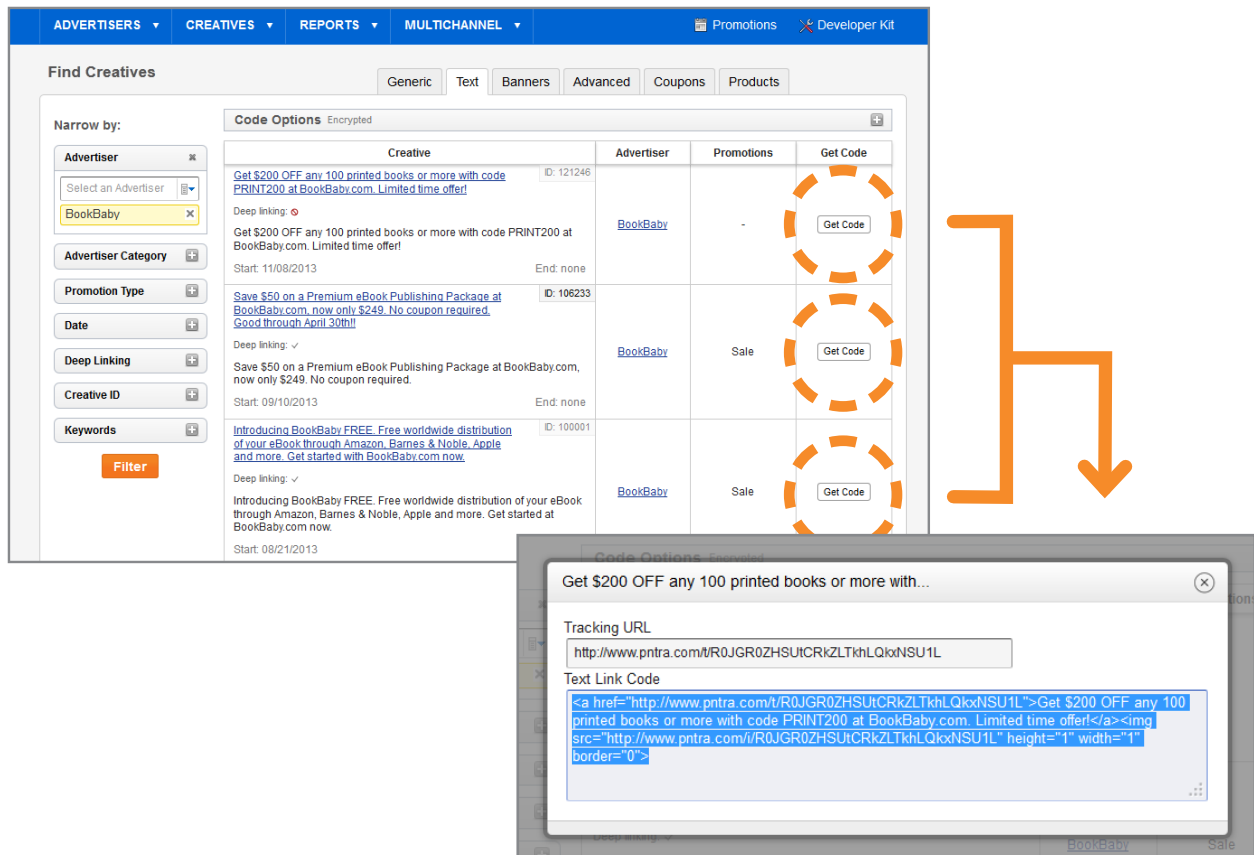 ADVERTISERS CREATIVES REPORTS MULTICHANNEL Promotions Developer Kit
Find Creatives
Generic Text Banners Advanced Coupons Products
Narrow by:
Code Options Encrypted
Advertiser
Select an Advertiser
BookBaby
Advertiser Category
Promotion Type
Date
Deep Linking
Creative ID
Keywords
Filter
Creative Advertiser Promotions Get Code
Get $200 OFF any 100 printed books or more with code ID: 121246
PRINT200 at BookBaby.com. Limited time offer!
Deep linking:
Get $200 OFF any 100 printed books or more with code PRINT200 at
BookBaby.com. Limited time offer!
Start: 11/08/2013 End: none
BookBaby - Get Code
Save $50 on a Premium eBook Publishing Package at ID: 106233
BookBaby.com, now only $249. No coupon required.
Good through April 30th!!
Deep linking: ✓
Save $50 on a Premium eBook Publishing Package at BookBaby.com,
now only $249. No coupon required.
Start: 09/10/2013 End: none
BookBaby Sale Get Code
Introducing BookBaby FREE. Free worldwide distribution ID: 100001
of your eBook through Amazon, Barnes & Noble, Apple
and more. Get started with BookBaby.com now.
Deep linking: ✓
Introducing BookBaby FREE. Free worldwide distribution of your eBook
through Amazon, Barnes & Noble, Apple and more. Get started at
BookBaby.com now.
Start: 08/21/2013
BookBaby Sale Get Code
Code Options Encrypted
Get $200 OFF any 100 printed books or more with...
Tracking URL
http://www.pntra.com/t/R0JGR0ZHSUtCRkZLTkhLQkxNSU1L
Text Link Code
<a href="http://www.pntra.com/t/R0JGR0ZHSUtCRkZLTkhLQkxNSU1L">Get $200 OFF any 100
printed books or more with code PRINT200 at BookBaby.com. Limited time offer!</a><img
src="http://www.pntra.com/i/R0JGR0ZHSUtCRkZLTkhLQkxNSU1L" height="1" width="1"
border="0">
Deep linking: ✓
BookBaby Sale